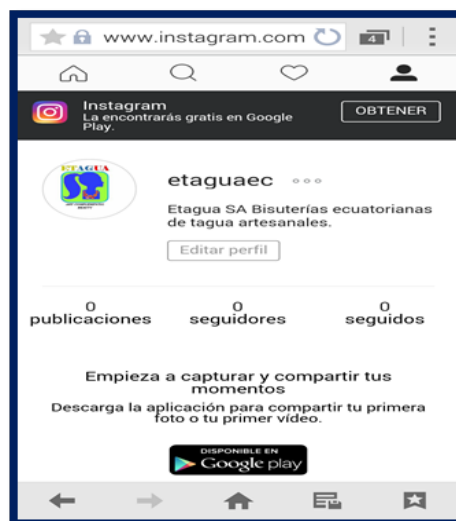 www.instagram.com
4
Instagram
La encontrarás gratis en Google
Play.
OBTENER
ETAGUA
etaguaec
Etagua SA Bisuterías ecuatorianas
de tagua artesanales.
Editar perfil
0 0 0
publicaciones seguidores seguidos
Empieza a capturar y compartir tus
momentos
Descarga la aplicación para compartir tu primera
foto o tu primer vídeo.
DISPONIBLE EN
Google play